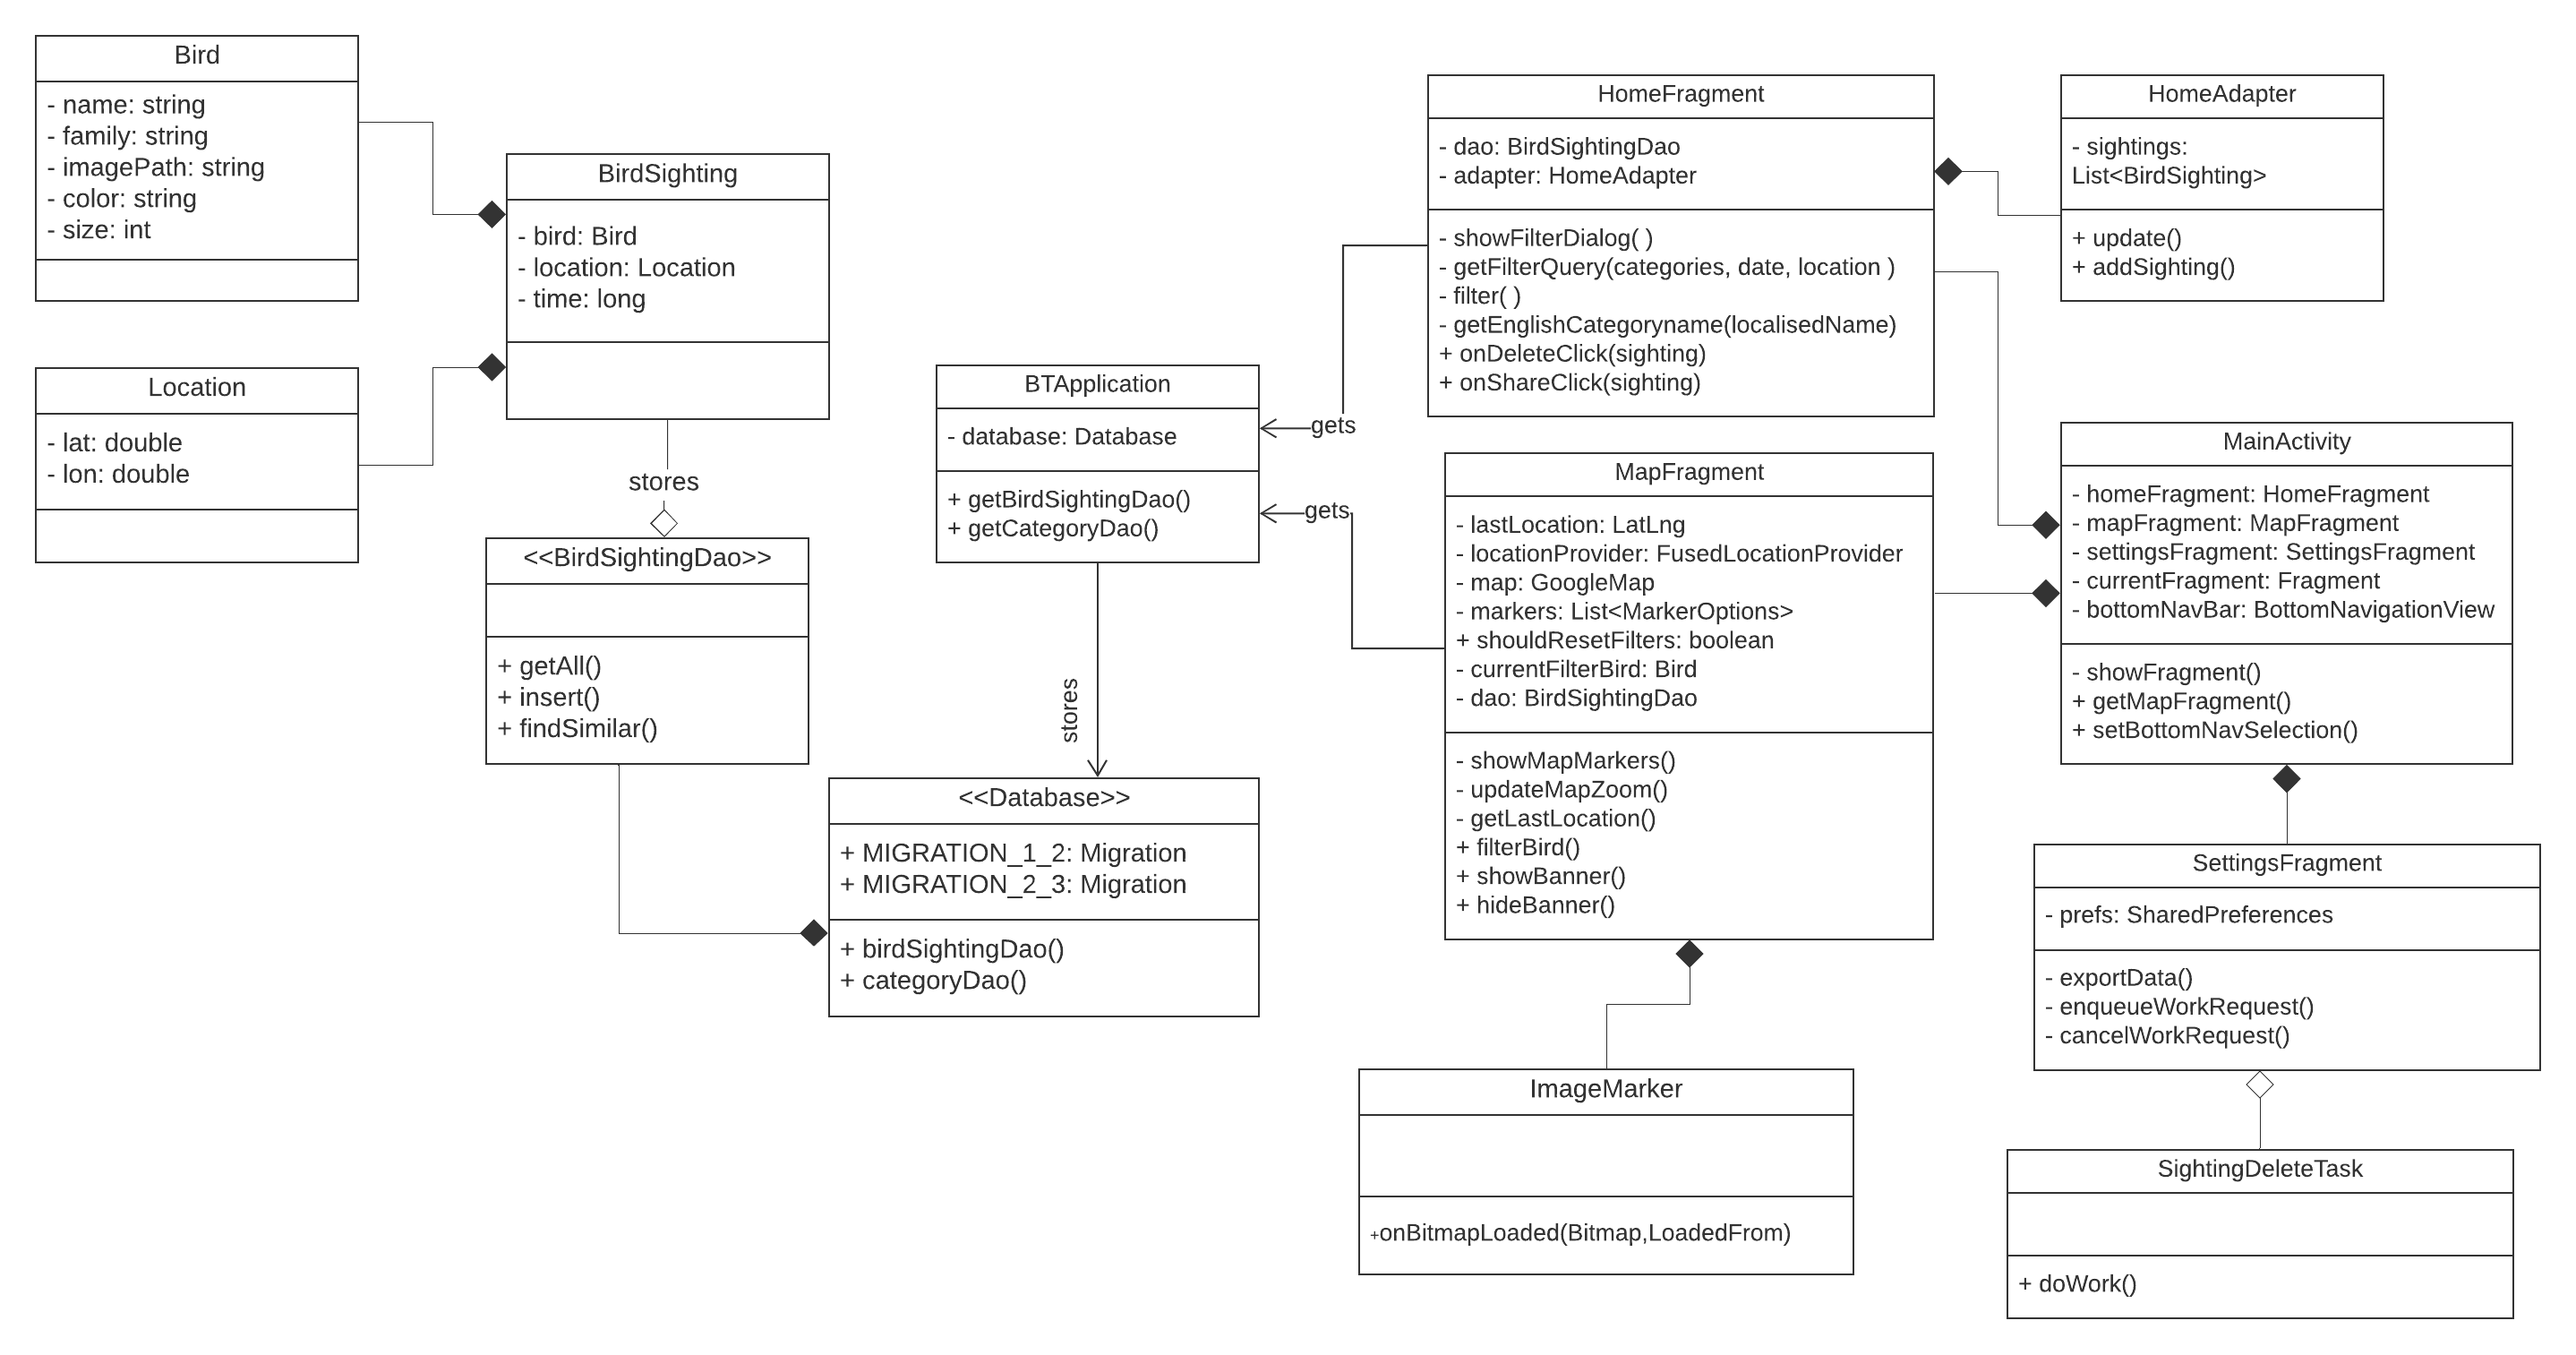 Bird
- name: string
- family: string
- imagePath: string
- color: string
- size: int
Location
- lat: double
- lon: double
BirdSighting
- bird: Bird
- location: Location
- time: long
stores
<<BirdSightingDao>>
+ getAll()
+ insert()
+ findSimilar()
BTApplication
- database: Database
+ getBirdSightingDao()
+ getCategoryDao()
stores
<<Database>>
+ MIGRATION_1_2: Migration
+ MIGRATION_2_3: Migration
+ birdSightingDao()
+ categoryDao()
gets
gets
HomeFragment
- dao: BirdSightingDao
- adapter: HomeAdapter
- showFilterDialog( )
- getFilterQuery(categories, date, location )
- filter( )
- getEnglishCategoryname(localisedName)
+ onDeleteClick(sighting)
+ onShareClick(sighting)
MapFragment
- lastLocation: LatLng
- locationProvider: FusedLocationProvider
- map: GoogleMap
- markers: List<MarkerOptions>
+ shouldResetFilters: boolean
- currentFilterBird: Bird
- dao: BirdSightingDao
- showMapMarkers()
- updateMapZoom()
- getLastLocation()
+ filterBird()
+ showBanner()
+ hideBanner()
ImageMarker
+onBitmapLoaded(Bitmap,LoadedFrom)
HomeAdapter
- sightings:
List<BirdSighting>
+ update()
+ addSighting()
MainActivity
- homeFragment: HomeFragment
- mapFragment: MapFragment
- settingsFragment: SettingsFragment
- currentFragment: Fragment
- bottomNavBar: BottomNavigationView
- showFragment()
+ getMapFragment()
+ setBottomNavSelection()
SettingsFragment
- prefs: SharedPreferences
- exportData()
- enqueueWorkRequest()
- cancelWorkRequest()
SightingDeleteTask
+ doWork()